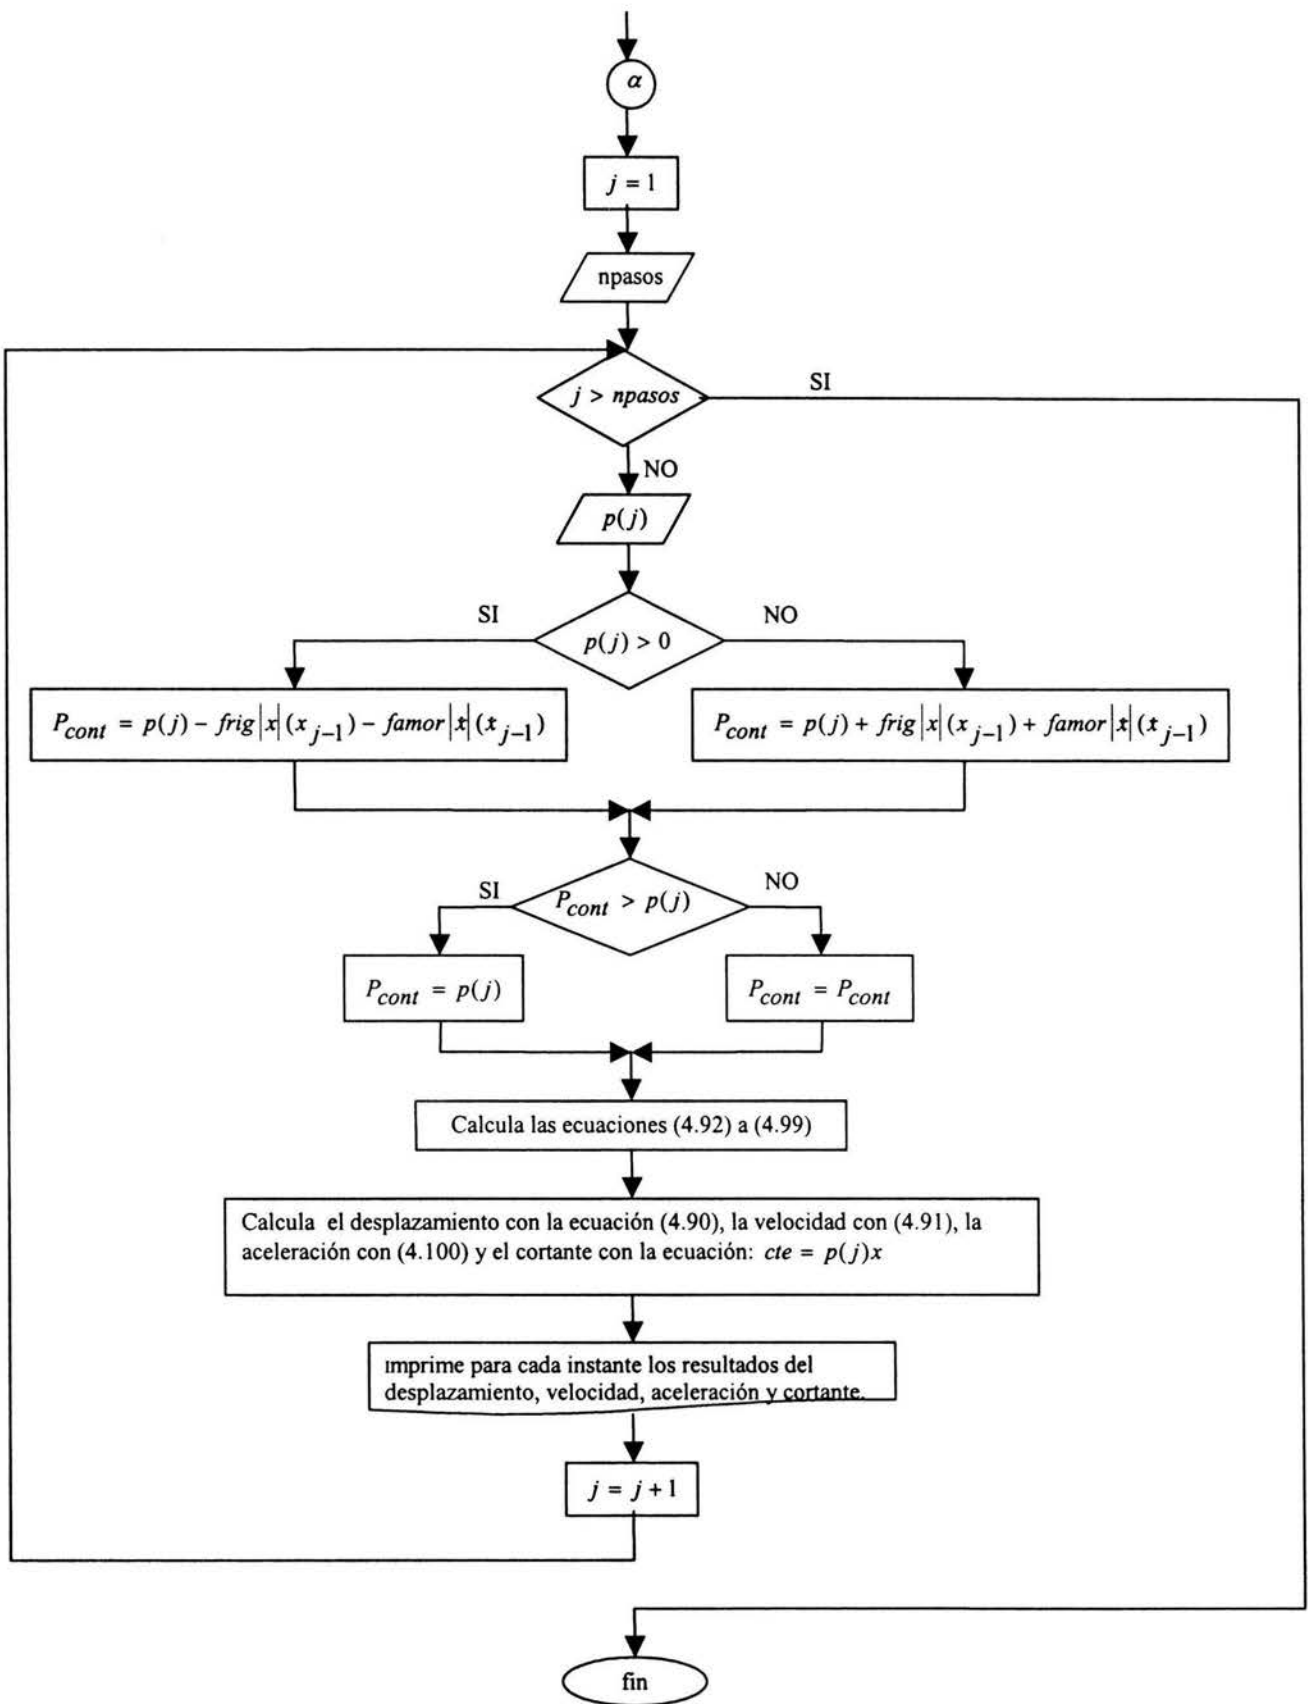 α
j = 1
npasos
j > npasos
SI
NO
p(j)
SI
NO
p(j) > 0
P_cont = p(j) − frig|x|(x_{j−1}) − famor|ẋ|(ẋ_{j−1})
P_cont = p(j) + frig|x|(x_{j−1}) + famor|ẋ|(ẋ_{j−1})
SI
NO
P_cont > p(j)
P_cont = p(j)
P_cont = P_cont
Calcula las ecuaciones (4.92) a (4.99)
Calcula el desplazamiento con la ecuación (4.90), la velocidad con (4.91), la
aceleración con (4.100) y el cortante con la ecuación: cte = p(j)x
Imprime para cada instante los resultados del
desplazamiento, velocidad, aceleración y cortante.
j = j + 1
fin